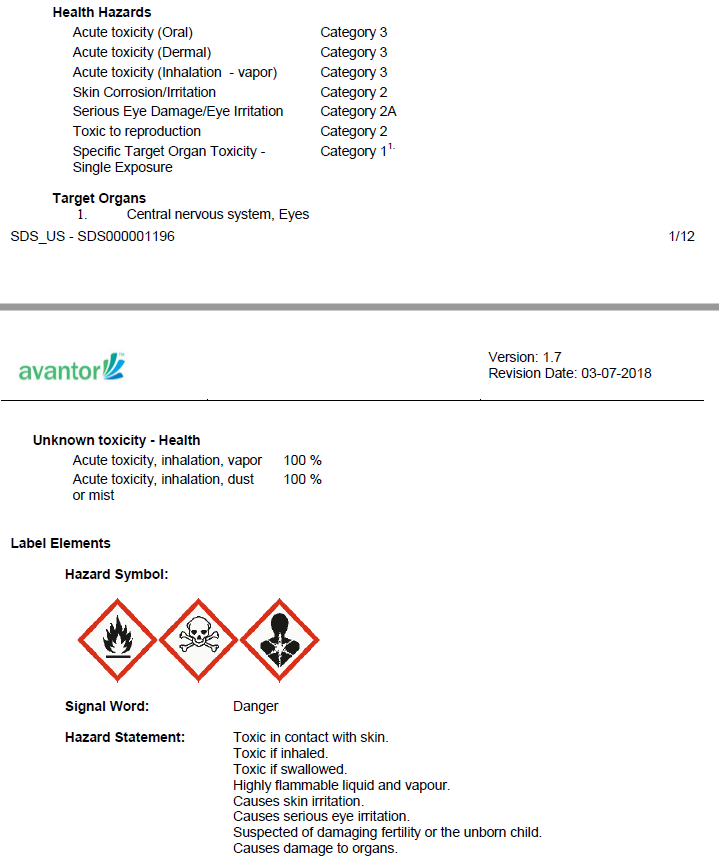 Health Hazards
Acute toxicity (Oral) Category 3
Acute toxicity (Dermal) Category 3
Acute toxicity (Inhalation - vapor) Category 3
Skin Corrosion/Irritation Category 2
Serious Eye Damage/Eye Irritation Category 2A
Toxic to reproduction Category 2
Specific Target Organ Toxicity - Category 1¹·
Single Exposure
Target Organs
1. Central nervous system, Eyes
SDS_US - SDS000001196 1/12
avantor™
Version: 1.7
Revision Date: 03-07-2018
Unknown toxicity - Health
Acute toxicity, inhalation, vapor 100 %
Acute toxicity, inhalation, dust 100 %
or mist
Label Elements
Hazard Symbol:
Signal Word: Danger
Hazard Statement: Toxic in contact with skin.
Toxic if inhaled.
Toxic if swallowed.
Highly flammable liquid and vapour.
Causes skin irritation.
Causes serious eye irritation.
Suspected of damaging fertility or the unborn child.
Causes damage to organs.